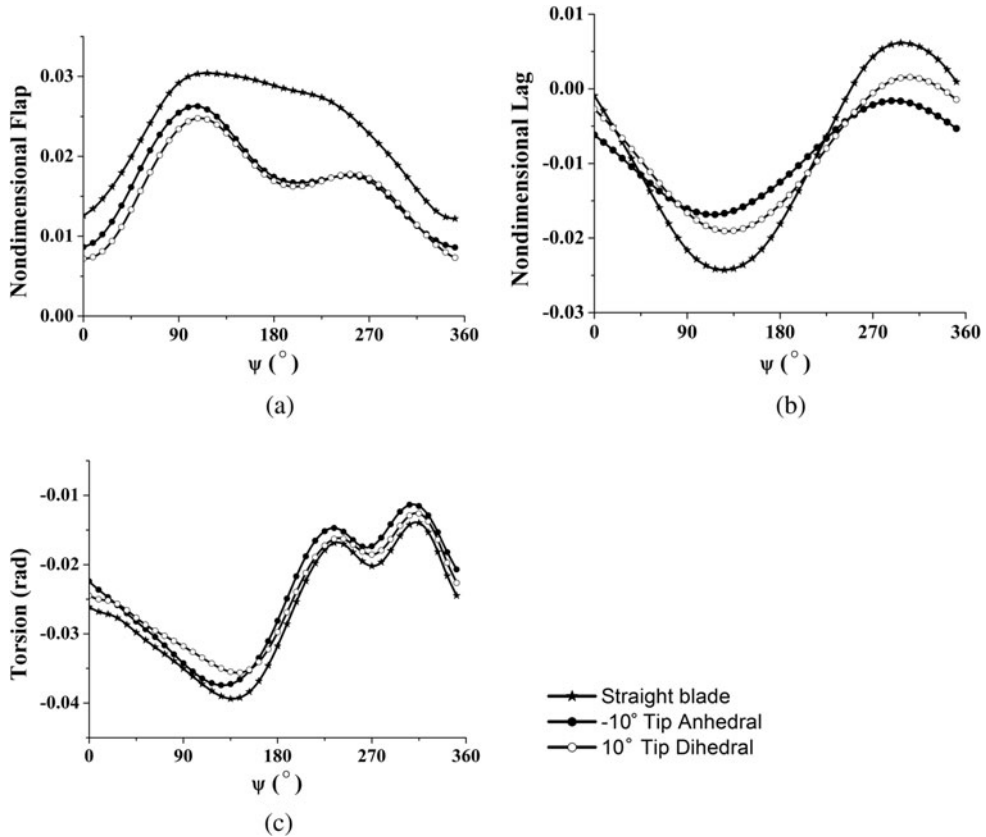 Nondimensional Flap
0.03
0.02
0.01
0.00
0
90
180
270
360
ψ (°)
(a)
Nondimensional Lag
0.01
0.00
-0.01
-0.02
-0.03
0
90
180
270
360
ψ (°)
(b)
Torsion (rad)
-0.01
-0.02
-0.03
-0.04
0
90
180
270
360
ψ (°)
(c)
Straight blade
-10° Tip Anhedral
10° Tip Dihedral